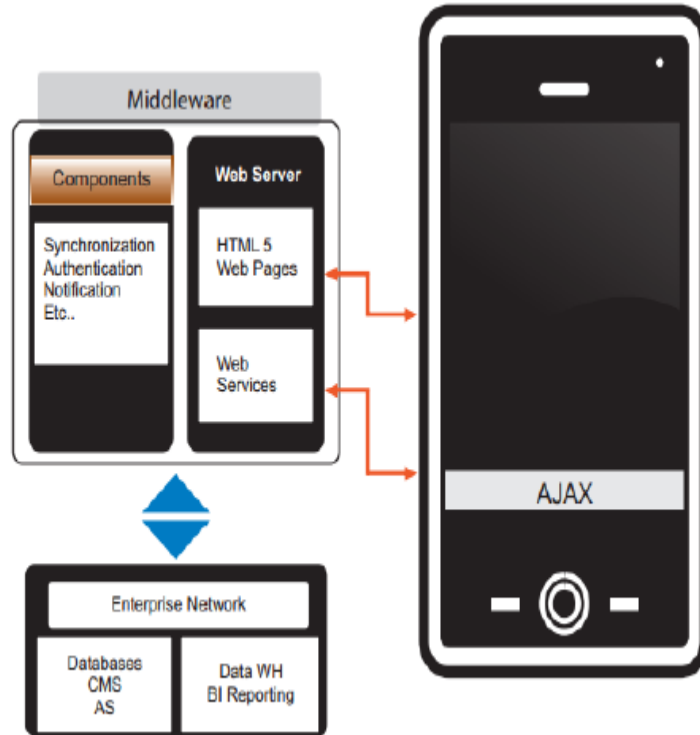 Middleware
Components
Synchronization
Authentication
Notification
Etc..
Web Server
HTML 5
Web Pages
Web
Services
AJAX
Enterprise Network
Databases
CMS
AS
Data WH
BI Reporting